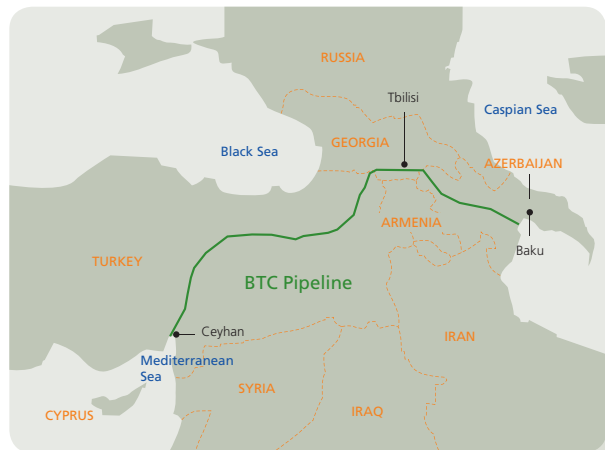 RUSSIA
Tbilisi
Caspian Sea
Black Sea
GEORGIA
AZERBAIJAN
ARMENIA
Baku
TURKEY
BTC Pipeline
Ceyhan
IRAN
Mediterranean
Sea
SYRIA
CYPRUS
IRAQ